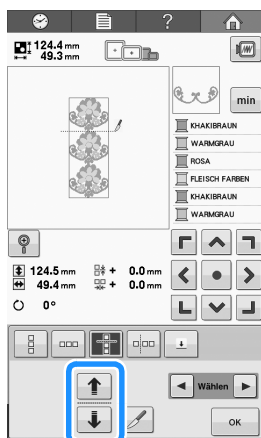 ?
124.4 mm
49.3 mm
min
KHAKIBRAUN
WARMGRAU
ROSA
FLEISCH FARBEN
KHAKIBRAUN
WARMGRAU
124.5 mm + 0.0 mm
49.4 mm + 0.0 mm
0°
Wählen
OK